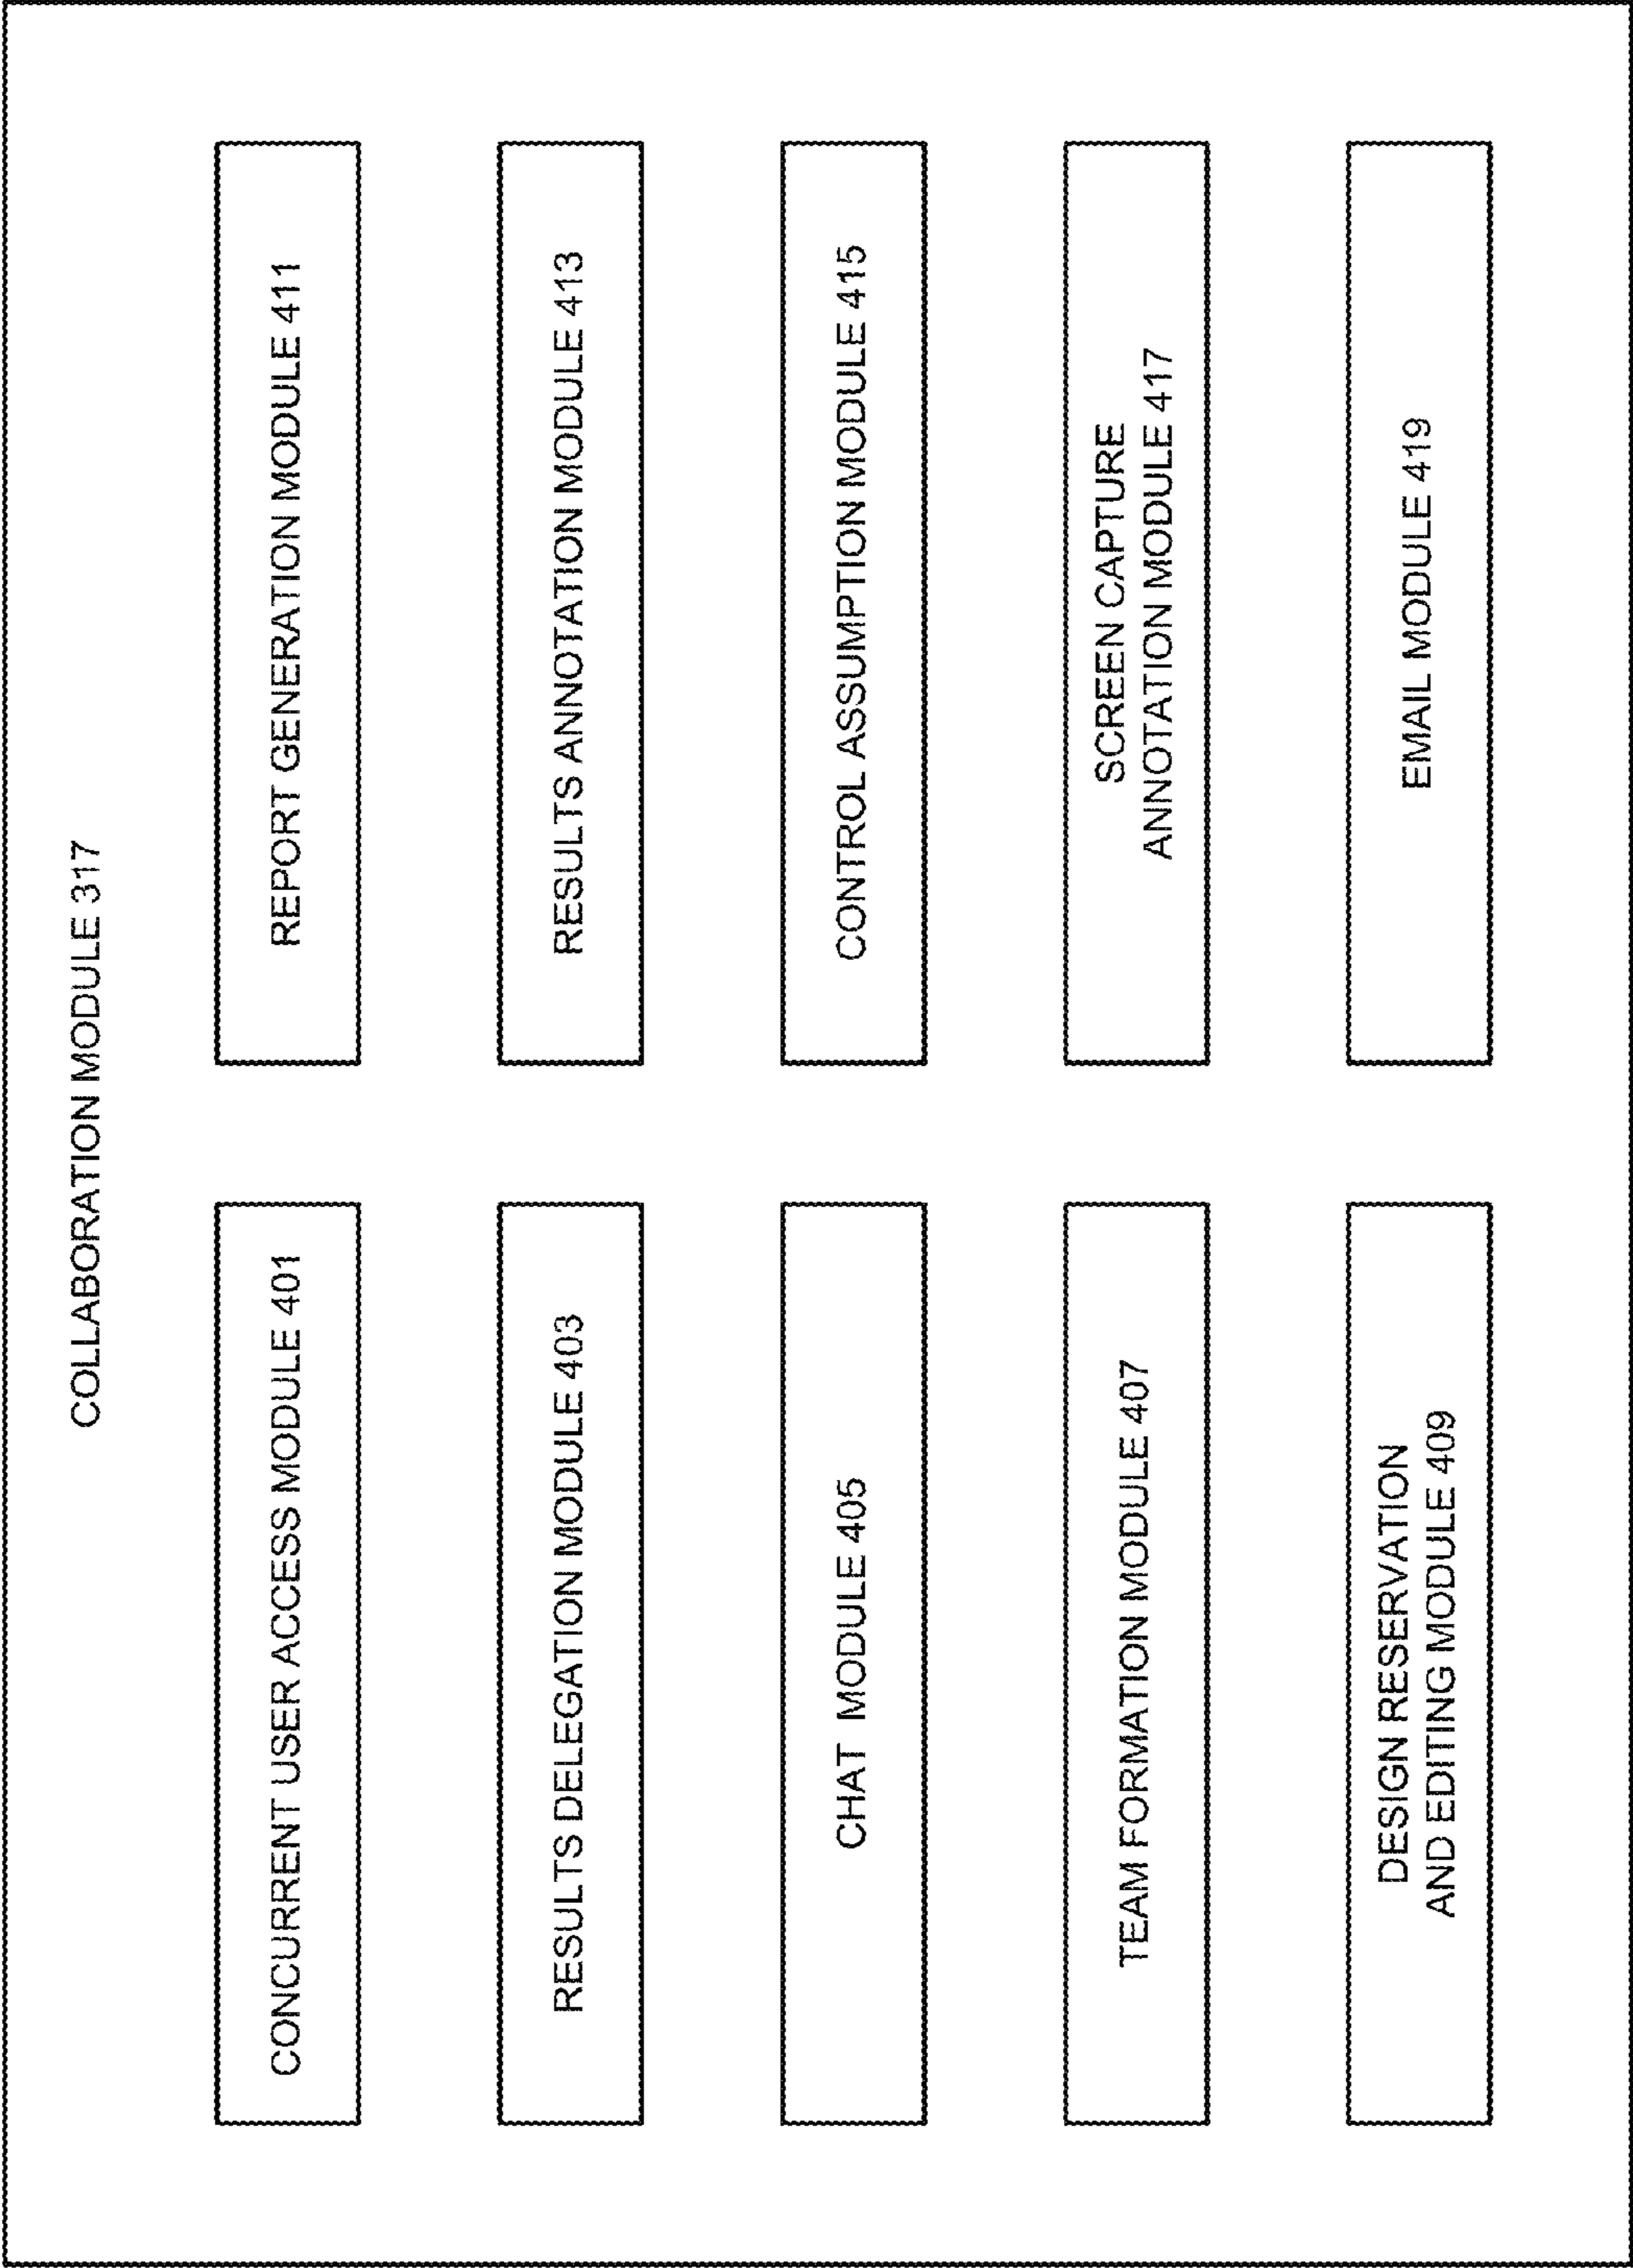 COLLABORATION MODULE 317
CONCURRENT USER ACCESS MODULE 401
RESULTS DELEGATION MODULE 403
CHAT MODULE 405
TEAM FORMATION MODULE 407
DESIGN RESERVATION
AND EDITING MODULE 409
REPORT GENERATION MODULE 411
RESULTS ANNOTATION MODULE 413
CONTROL ASSUMPTION MODULE 415
SCREEN CAPTURE
ANNOTATION MODULE 417
EMAIL MODULE 419